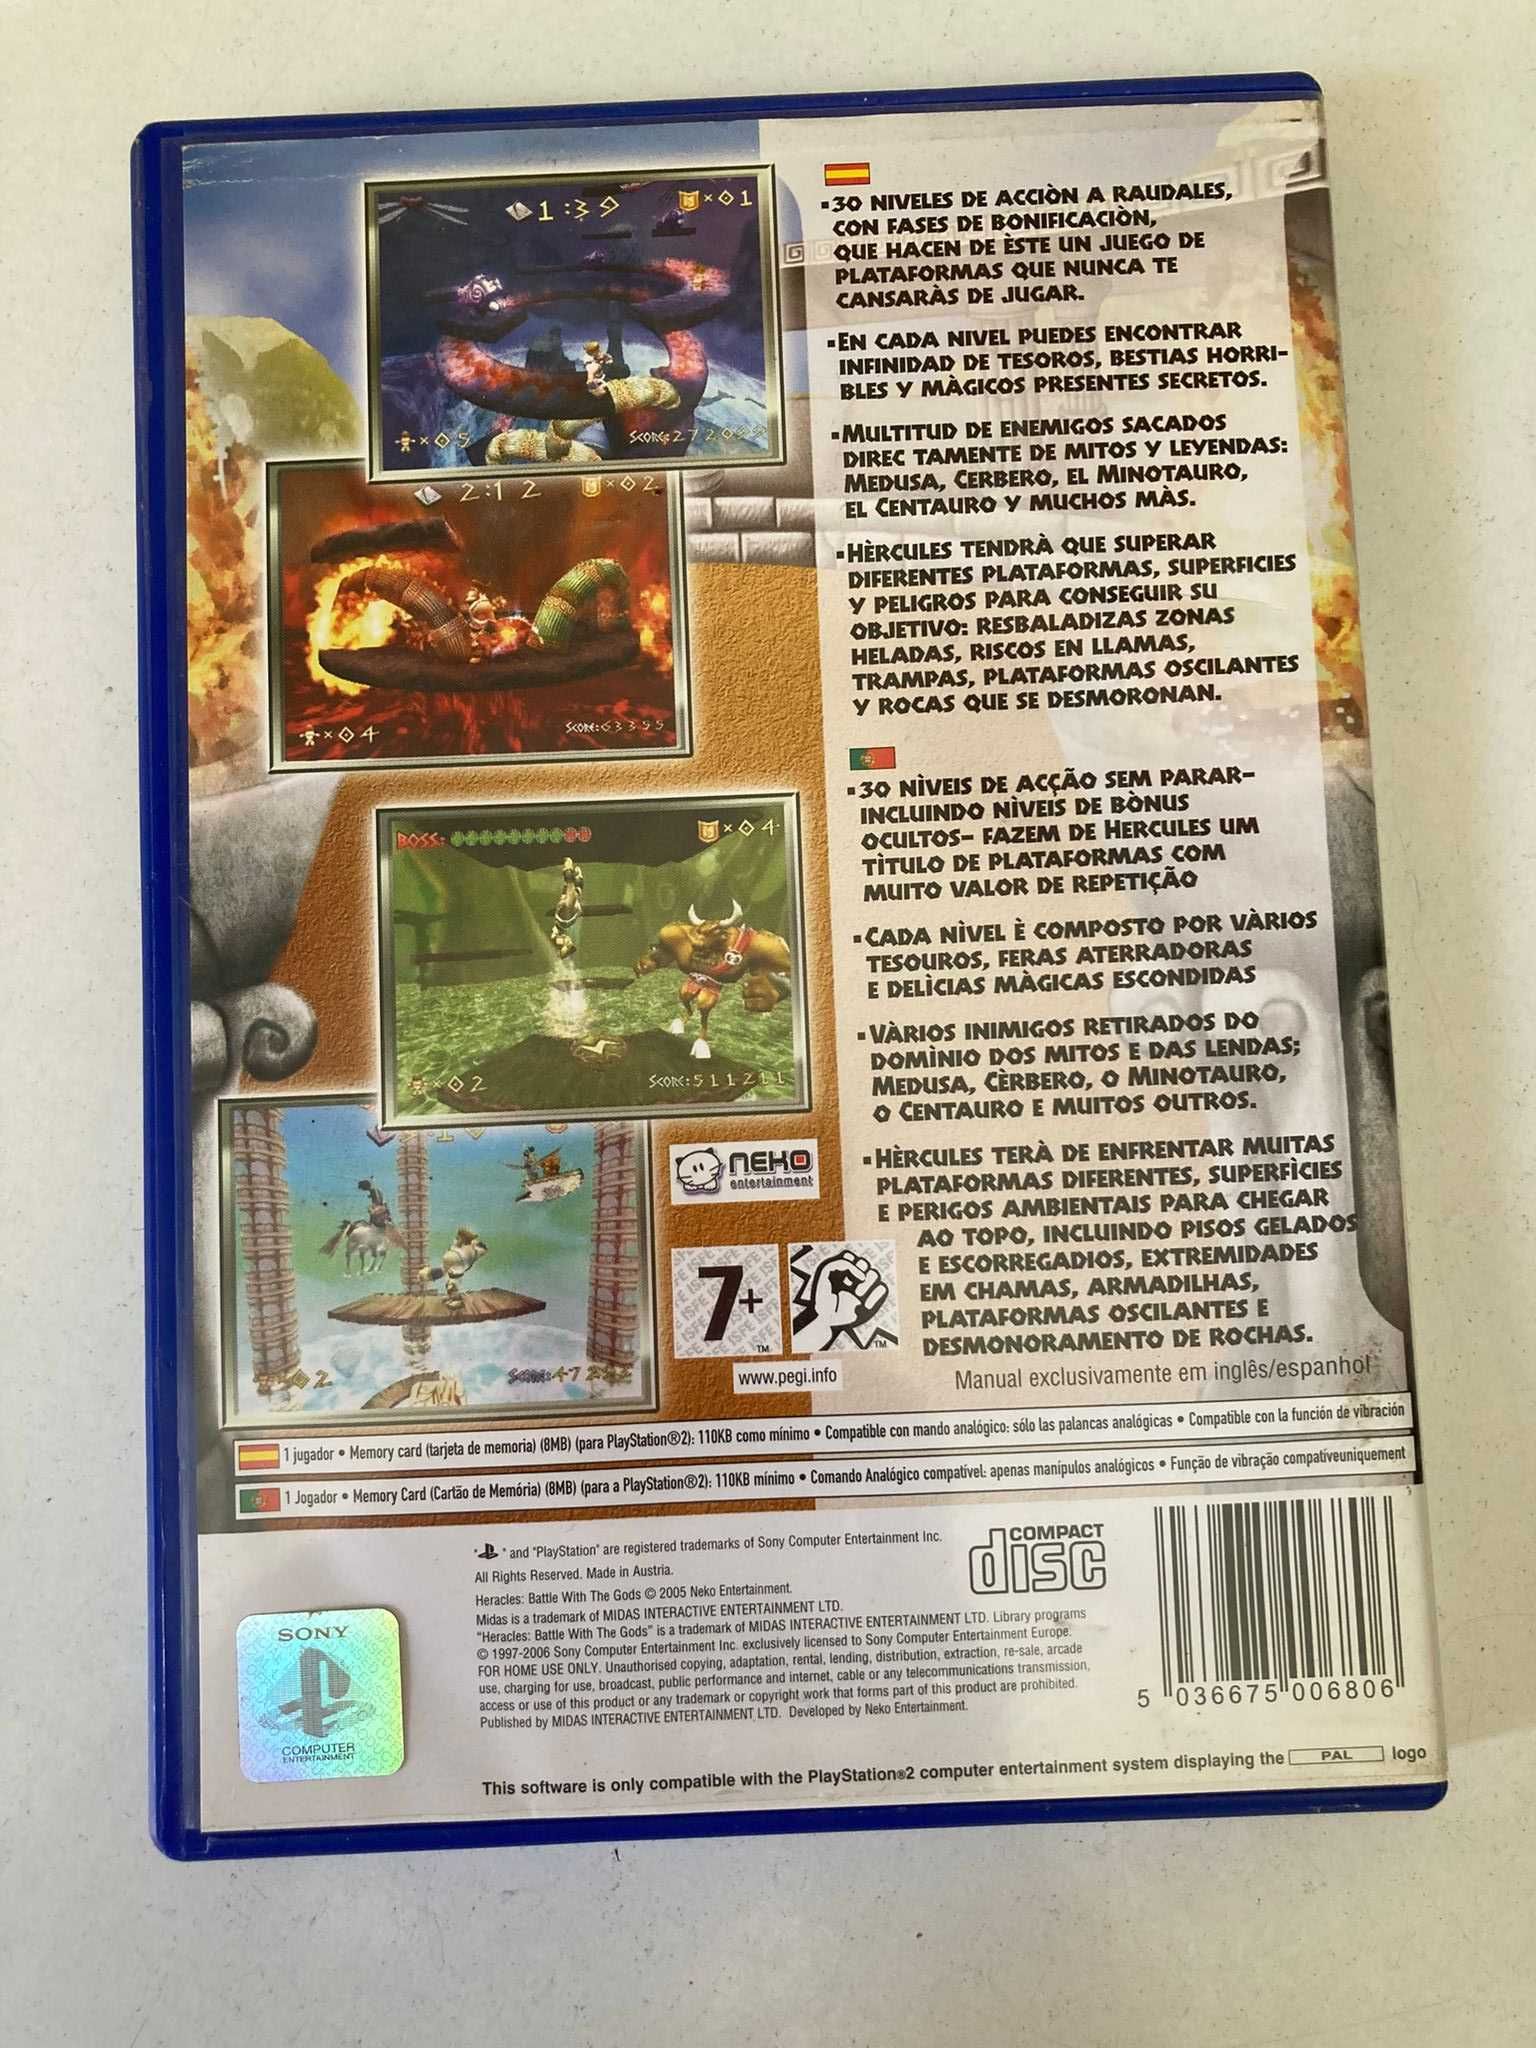 1:39
×01
×05
SCORE:
2:12
×02
×04
SCORE:63355
BOSS:
×04
×02
SCORE:511211
02
·30 NIVELES DE ACCIÒN A RAUDALES,
CON FASES DE BONIFICACIÒN,
QUE HACEN DE ÈSTE UN JUEGO DE
PLATAFORMAS QUE NUNCA TE
CANSARÀS DE JUGAR.
·EN CADA NIVEL PUEDES ENCONTRAR
INFINIDAD DE TESOROS, BESTIAS HORRI-
BLES Y MÀGICOS PRESENTES SECRETOS.
·MULTITUD DE ENEMIGOS SACADOS
DIREC TAMENTE DE MITOS Y LEYENDAS:
MEDUSA, CERBERO, EL MINOTAURO,
EL CENTAURO Y MUCHOS MÀS.
·HÈRCULES TENDRÀ QUE SUPERAR
DIFERENTES PLATAFORMAS, SUPERFICIES
Y PELIGROS PARA CONSEGUIR SU
OBJETIVO: RESBALADIZAS ZONAS
HELADAS, RISCOS EN LLAMAS,
TRAMPAS, PLATAFORMAS OSCILANTES
Y ROCAS QUE SE DESMORONAN.
·30 NÌVEIS DE ACÇÃO SEM PARAR-
INCLUINDO NÌVEIS DE BÒNUS
OCULTOS- FAZEM DE HERCULES UM
TÌTULO DE PLATAFORMAS COM
MUITO VALOR DE REPETIÇÃO
·CADA NÌVEL È COMPOSTO POR VÀRIOS
TESOUROS, FERAS ATERRADORAS
E DELÌCIAS MÀGICAS ESCONDIDAS
·VÀRIOS INIMIGOS RETIRADOS DO
DOMÌNIO DOS MITOS E DAS LENDAS;
MEDUSA, CÈRBERO, O MINOTAURO,
O CENTAURO E MUITOS OUTROS.
·HÈRCULES TERÀ DE ENFRENTAR MUITAS
PLATAFORMAS DIFERENTES, SUPERFÌCIES
E PERIGOS AMBIENTAIS PARA CHEGAR
AO TOPO, INCLUINDO PISOS GELADOS
E ESCORREGADIOS, EXTREMIDADES
EM CHAMAS, ARMADILHAS,
PLATAFORMAS OSCILANTES E
DESMONORAMENTO DE ROCHAS.
Manual exclusivamente em inglês/espanhol
NEKO
entertainment
7+
TM
TM
www.pegi.info
1 jugador • Memory card (tarjeta de memoria) (8MB) (para PlayStation®2): 110KB como mínimo • Compatible con mando analógico: sólo las palancas analógicas • Compatible con la función de vibración
1 Jogador • Memory Card (Cartão de Memória) (8MB) (para a PlayStation®2): 110KB mínimo • Comando Analógico compatível: apenas manípulos analógicos • Função de vibração compatíveuniquement
" " and "PlayStation" are registered trademarks of Sony Computer Entertainment Inc.
All Rights Reserved. Made in Austria.
Heracles: Battle With The Gods © 2005 Neko Entertainment.
Midas is a trademark of MIDAS INTERACTIVE ENTERTAINMENT LTD.
"Heracles: Battle With The Gods" is a trademark of MIDAS INTERACTIVE ENTERTAINMENT LTD. Library programs
© 1997-2006 Sony Computer Entertainment Inc. exclusively licensed to Sony Computer Entertainment Europe.
FOR HOME USE ONLY. Unauthorised copying, adaptation, rental, lending, distribution, extraction, re-sale, arcade
use, charging for use, broadcast, public performance and internet, cable or any telecommunications transmission,
access or use of this product or any trademark or copyright work that forms part of this product are prohibited.
Published by MIDAS INTERACTIVE ENTERTAINMENT LTD. Developed by Neko Entertainment.
COMPACT
disc
5 036675 006806
SONY
COMPUTER
ENTERTAINMENT
This software is only compatible with the PlayStation®2 computer entertainment system displaying the PAL logo